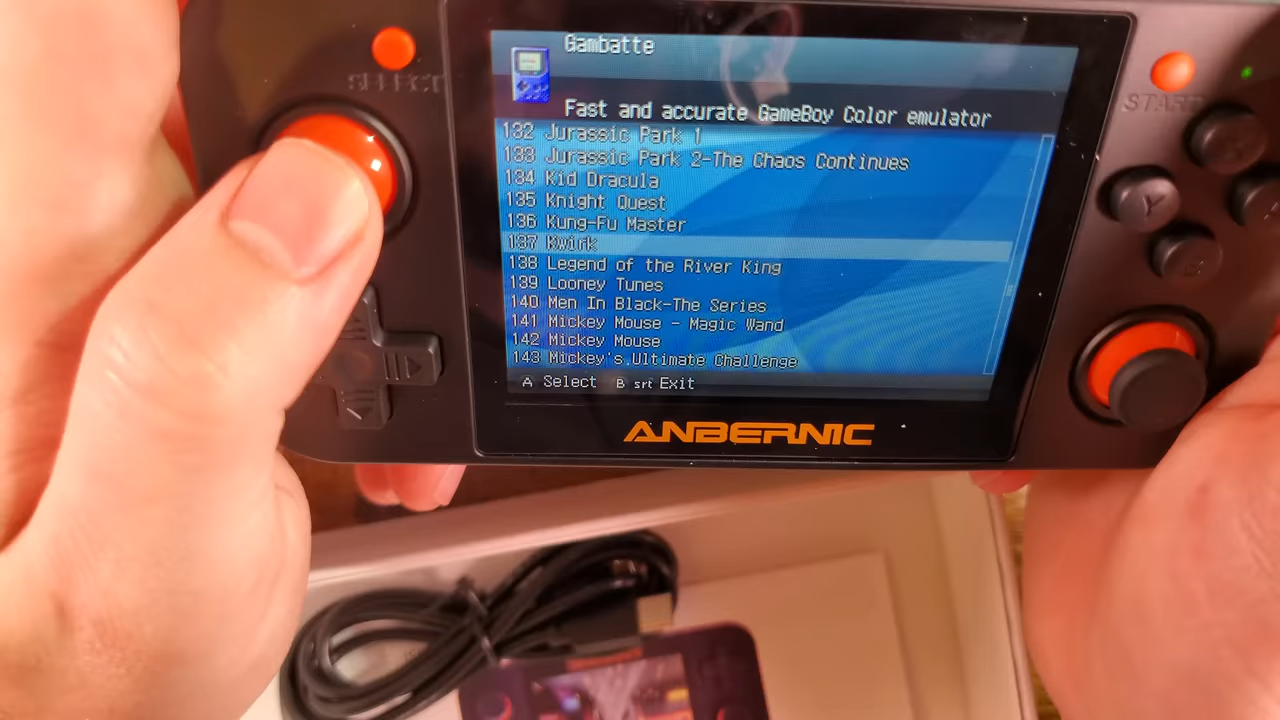 Gambatte
SELECT
START
Fast and accurate GameBoy Color emulator
132 Jurassic Park 1
133 Jurassic Park 2-The Chaos Continues
134 Kid Dracula
135 Knight Quest
136 Kung-Fu Master
137 Kwirk
138 Legend of the River King
139 Looney Tunes
140 Men In Black-The Series
141 Mickey Mouse - Magic Wand
142 Mickey Mouse
143 Mickey's Ultimate Challenge
A Select B srt Exit
Y
B
ANBERNIC